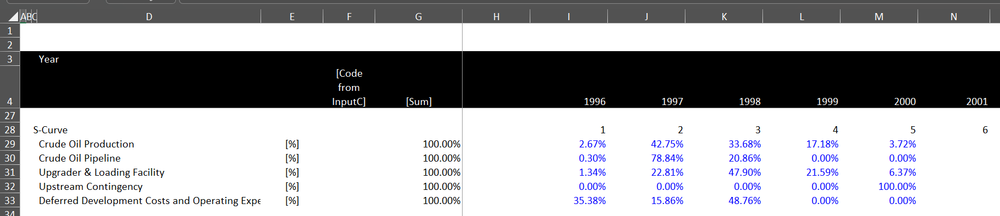 A B C D E F G H I J K L M N
1
2
3 Year
[Code
from
4 InputC] [Sum] 1996 1997 1998 1999 2000 2001
27
28 S-Curve 1 2 3 4 5 6
29 Crude Oil Production [%] 100.00% 2.67% 42.75% 33.68% 17.18% 3.72%
30 Crude Oil Pipeline [%] 100.00% 0.30% 78.84% 20.86% 0.00% 0.00%
31 Upgrader & Loading Facility [%] 100.00% 1.34% 22.81% 47.90% 21.59% 6.37%
32 Upstream Contingency [%] 100.00% 0.00% 0.00% 0.00% 0.00% 100.00%
33 Deferred Development Costs and Operating Expe [%] 100.00% 35.38% 15.86% 48.76% 0.00% 0.00%
34